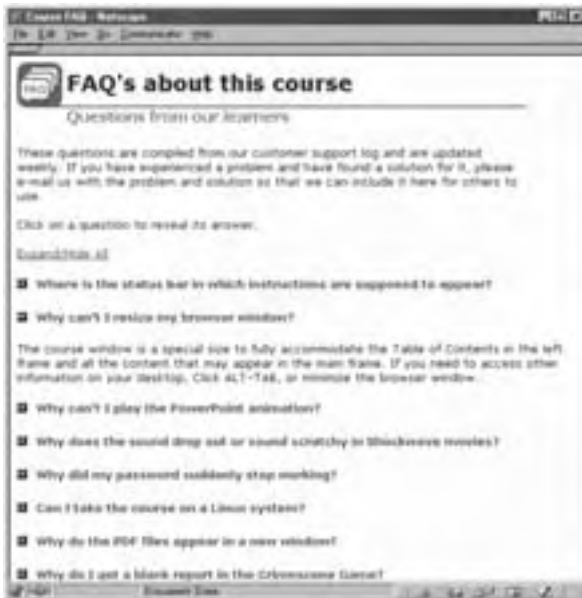 Course FAQ - Netscape
File Edit View Go Communicator Help
FAQ
FAQ's about this course
Questions from our learners
These questions are compiled from our customer support log and are updated
weekly. If you have experienced a problem and have found a solution for it, please
e-mail us with the problem and solution so that we can include it here for others to
use.
Click on a question to reveal its answer.
Expand/Hide all
Where is the status bar in which instructions are supposed to appear?
Why can't I resize my browser window?
The course window is a special size to fully accommodate the Table of Contents in the left
frame and all the content that may appear in the main frame. If you need to access other
information on your desktop, Click ALT-TAB, or minimize the browser window.
Why can't I play the PowerPoint animation?
Why does the sound drop out or sound scratchy in Shockwave movies?
Why did my password suddenly stop working?
Can I take the course on a Linux system?
Why do the PDF files appear in a new window?
Why do I get a blank report in the Crimescene Game?
Document: Done